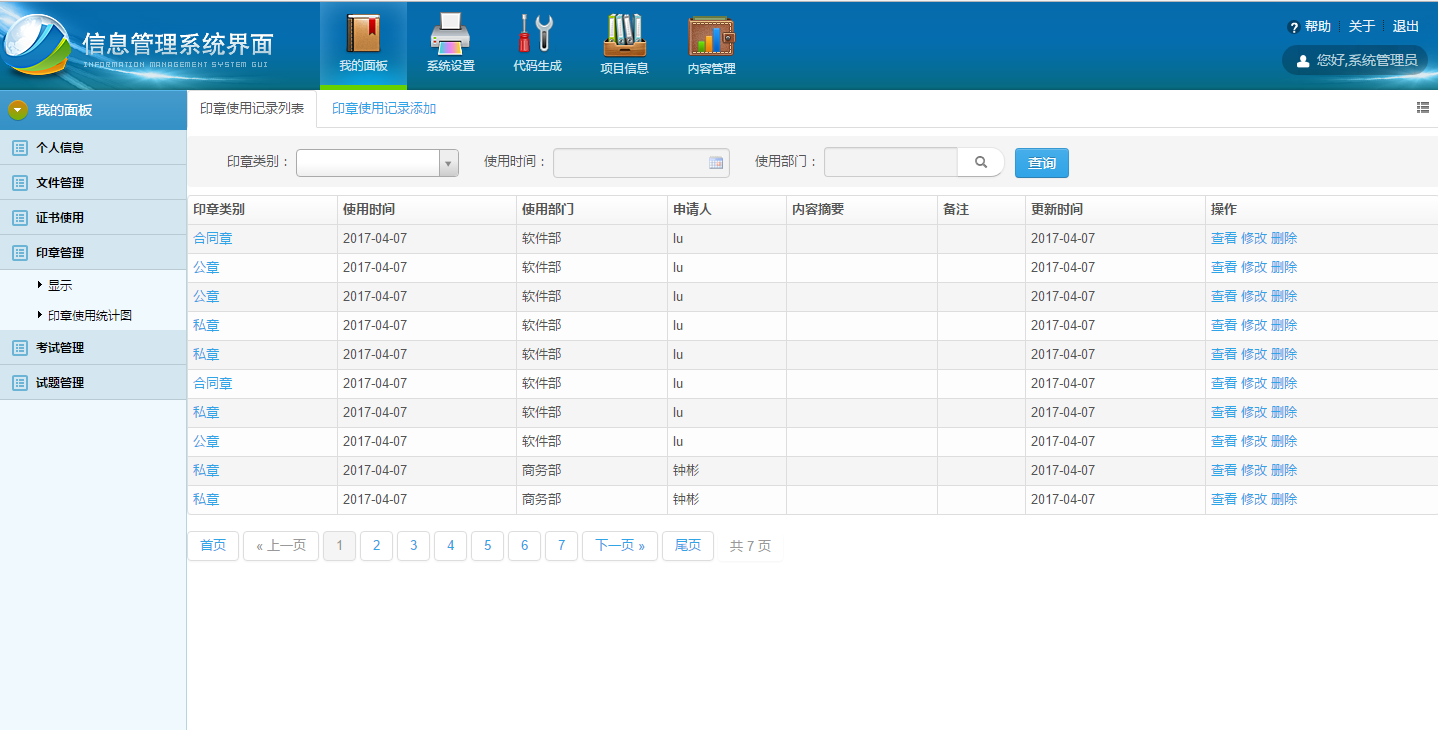 信息管理系统界面
INFORMATION MANAGEMENT SYSTEM GUI
我的面板 系统设置 代码生成 项目信息 内容管理
帮助 关于 退出
您好,系统管理员
我的面板
个人信息
文件管理
证书使用
印章管理
显示
印章使用统计图
考试管理
试题管理
印章使用记录列表 印章使用记录添加
印章类别： 使用时间： 使用部门： 查询
印章类别 使用时间 使用部门 申请人 内容摘要 备注 更新时间 操作
合同章 2017-04-07 软件部 lu 2017-04-07 查看 修改 删除
公章 2017-04-07 软件部 lu 2017-04-07 查看 修改 删除
公章 2017-04-07 软件部 lu 2017-04-07 查看 修改 删除
私章 2017-04-07 软件部 lu 2017-04-07 查看 修改 删除
私章 2017-04-07 软件部 lu 2017-04-07 查看 修改 删除
合同章 2017-04-07 软件部 lu 2017-04-07 查看 修改 删除
私章 2017-04-07 软件部 lu 2017-04-07 查看 修改 删除
公章 2017-04-07 软件部 lu 2017-04-07 查看 修改 删除
私章 2017-04-07 商务部 钟彬 2017-04-07 查看 修改 删除
私章 2017-04-07 商务部 钟彬 2017-04-07 查看 修改 删除
首页 « 上一页 1 2 3 4 5 6 7 下一页 » 尾页 共 7 页